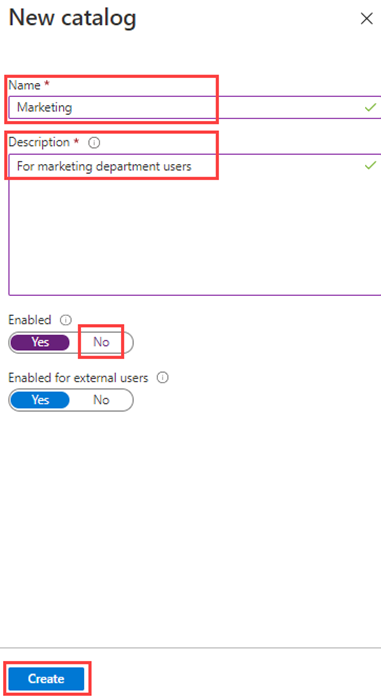 New catalog
Name *
Marketing
Description *
For marketing department users
Enabled
Yes No
Enabled for external users
Yes No
Create